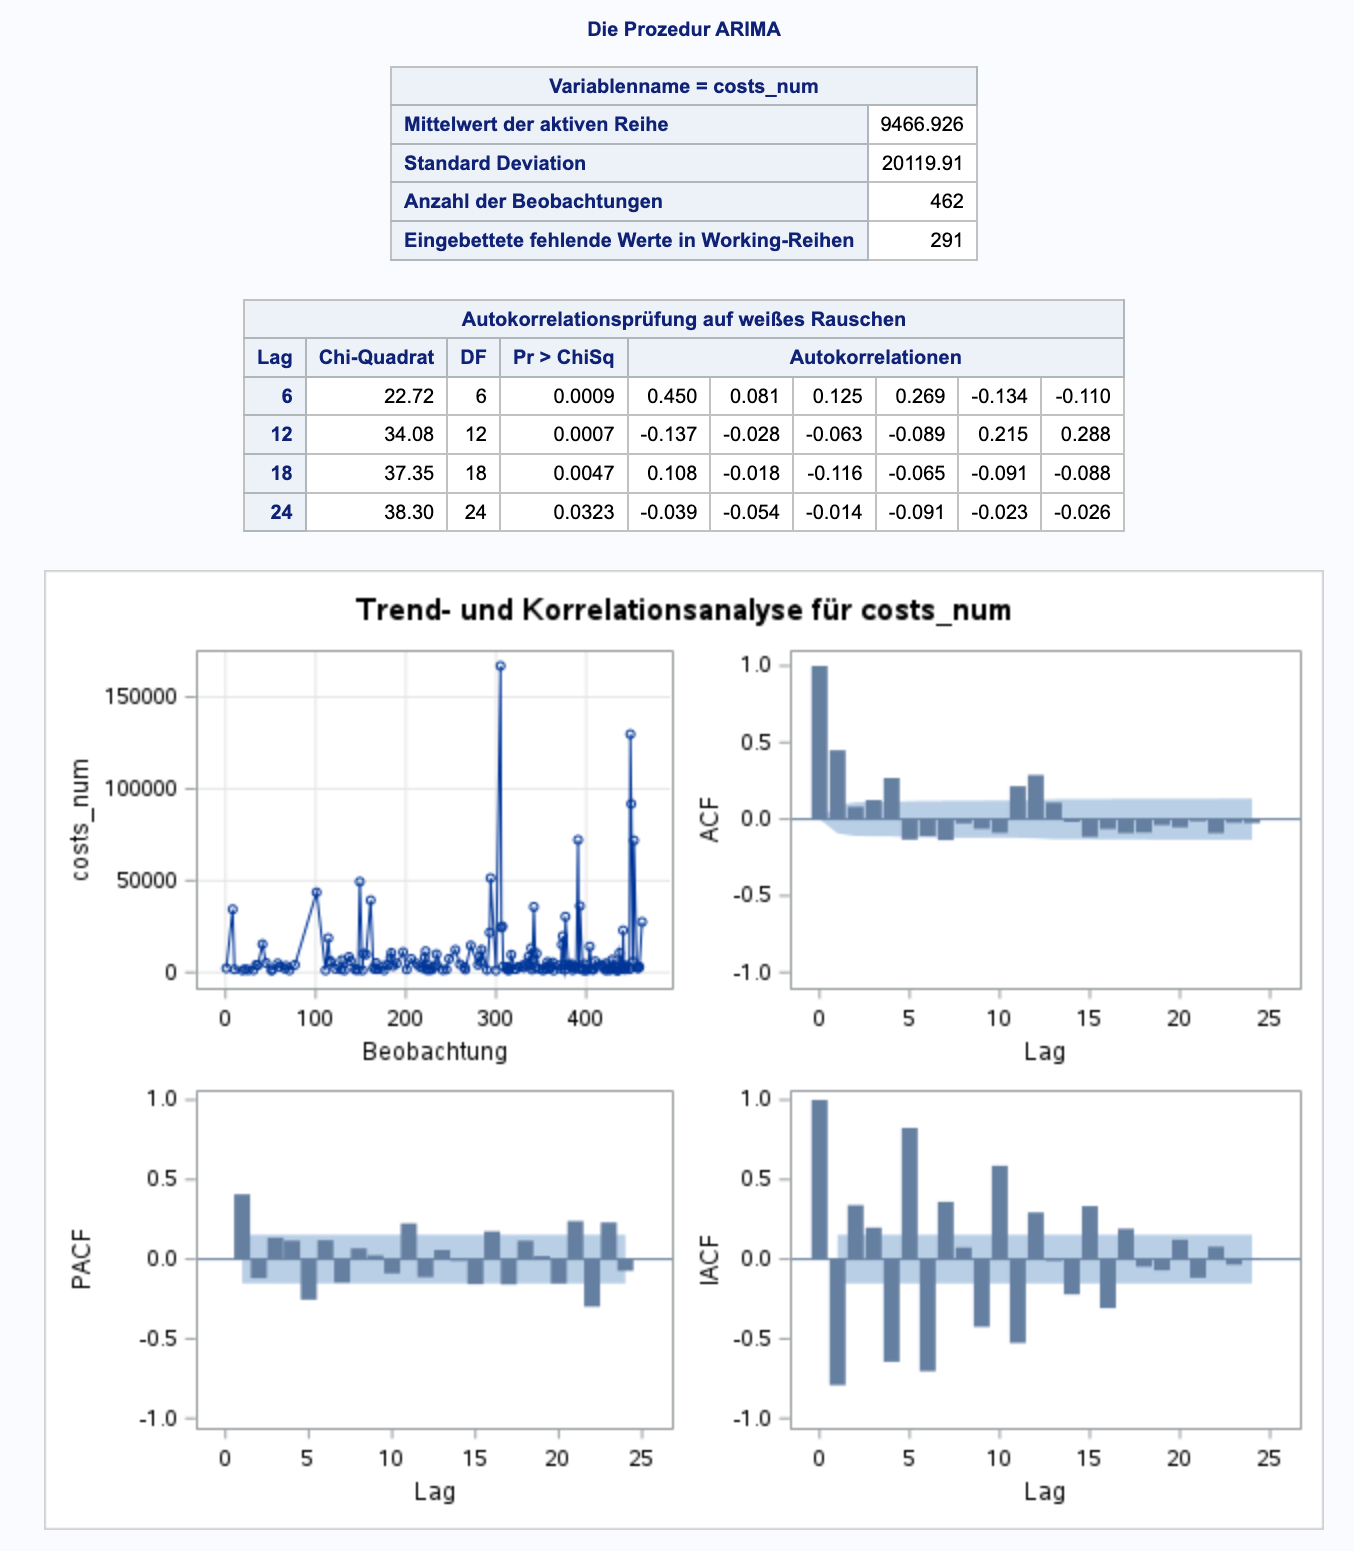 Die Prozedur ARIMA
Variablenname = costs_num
Mittelwert der aktiven Reihe 9466.926
Standard Deviation 20119.91
Anzahl der Beobachtungen 462
Eingebettete fehlende Werte in Working-Reihen 291
Autokorrelationsprüfung auf weißes Rauschen
Lag Chi-Quadrat DF Pr > ChiSq Autokorrelationen
6 22.72 6 0.0009 0.450 0.081 0.125 0.269 -0.134 -0.110
12 34.08 12 0.0007 -0.137 -0.028 -0.063 -0.089 0.215 0.288
18 37.35 18 0.0047 0.108 -0.018 -0.116 -0.065 -0.091 -0.088
24 38.30 24 0.0323 -0.039 -0.054 -0.014 -0.091 -0.023 -0.026
Trend- und Korrelationsanalyse für costs_num
costs_num
150000
100000
50000
0
0 100 200 300 400
Beobachtung
ACF
1.0
0.5
0.0
-0.5
-1.0
0 5 10 15 20 25
Lag
PACF
1.0
0.5
0.0
-0.5
-1.0
0 5 10 15 20 25
Lag
IACF
1.0
0.5
0.0
-0.5
-1.0
0 5 10 15 20 25
Lag